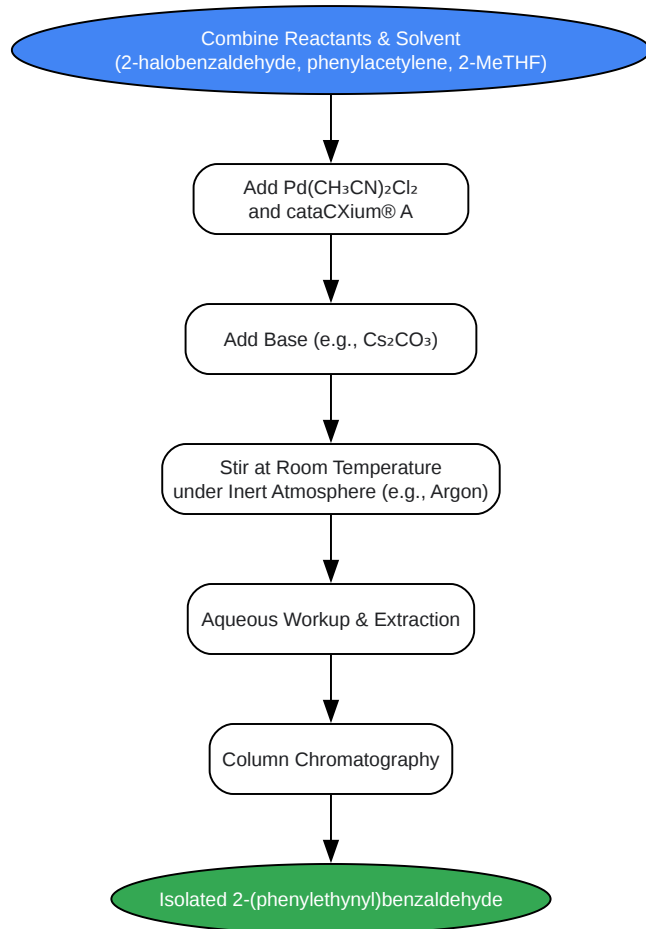 Combine Reactants & Solvent
(2-halobenzaldehyde, phenylacetylene, 2-MeTHF)
Add Pd(CH₃CN)₂Cl₂
and cataCXium® A
Add Base (e.g., Cs₂CO₃)
Stir at Room Temperature
under Inert Atmosphere (e.g., Argon)
Aqueous Workup & Extraction
Column Chromatography
Isolated 2-(phenylethynyl)benzaldehyde